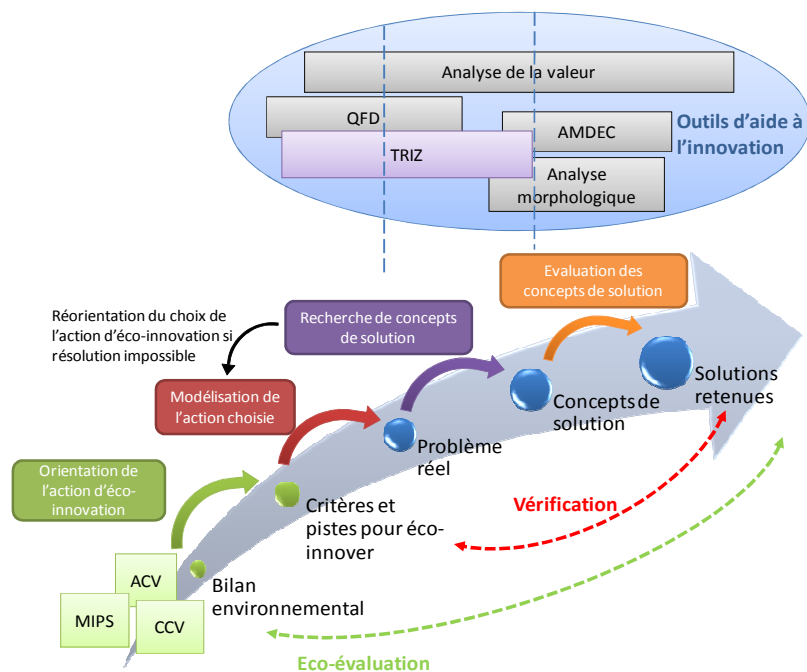 Analyse de la valeur
QFD
AMDEC
Outils d'aide à
l'innovation
TRIZ
Analyse
morphologique
Evaluation des
concepts de solution
Réorientation du choix de
l'action d'éco-innovation si
résolution impossible
Recherche de concepts
de solution
Modélisation de
l'action choisie
Solutions
retenues
Concepts de
solution
Problème
réel
Orientation de
l'action d'éco-
innovation
Critères et
pistes pour éco-
innover
Vérification
Bilan
environnemental
ACV
MIPS
CCV
Eco-évaluation